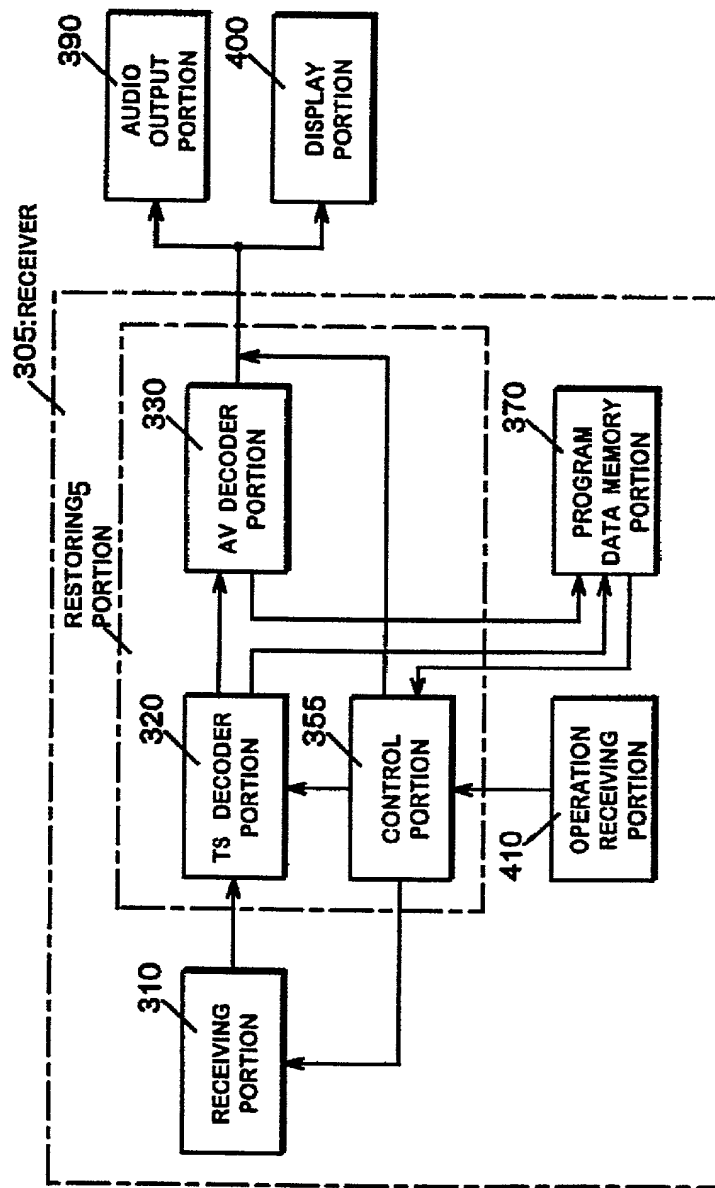 305:RECEIVER
RESTORING5
PORTION
310
RECEIVING
PORTION
320
TS DECODER
PORTION
330
AV DECODER
PORTION
390
AUDIO
OUTPUT
PORTION
400
DISPLAY
PORTION
355
CONTROL
PORTION
410
OPERATION
RECEIVING
PORTION
370
PROGRAM
DATA MEMORY
PORTION